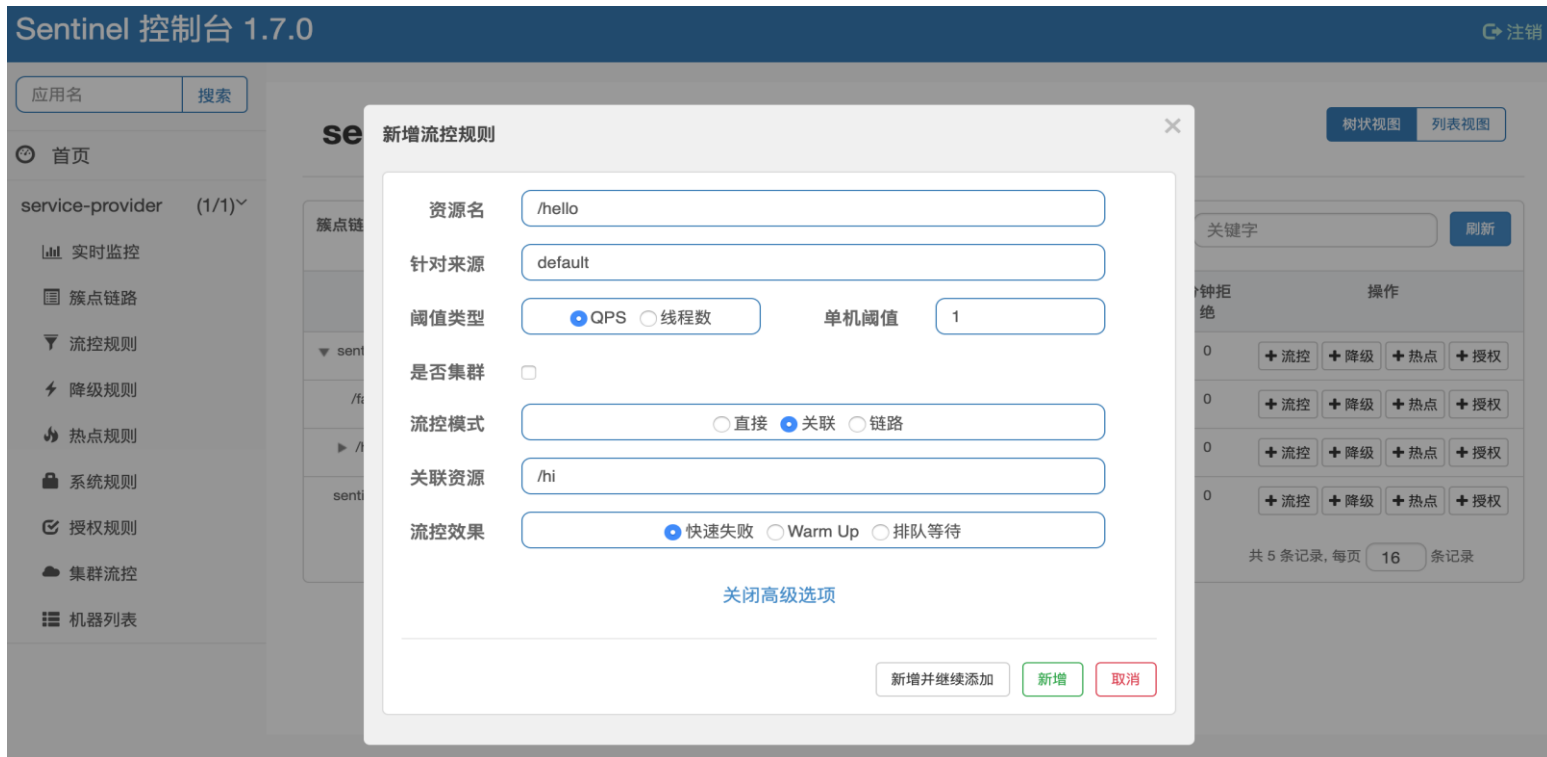 Sentinel 控制台 1.7.0
注销
应用名 搜索
首页
service-provider (1/1)
实时监控
簇点链路
流控规则
降级规则
热点规则
系统规则
授权规则
集群流控
机器列表
se
树状视图 列表视图
簇点链
关键字 刷新
钟拒绝
操作
sent
0 流控 降级 热点 授权
/fa
0 流控 降级 热点 授权
0 流控 降级 热点 授权
senti
0 流控 降级 热点 授权
共 5 条记录, 每页 16 条记录
新增流控规则 ×
资源名 /hello
针对来源 default
阈值类型 QPS 线程数 单机阈值 1
是否集群
流控模式 直接 关联 链路
关联资源 /hi
流控效果 快速失败 Warm Up 排队等待
关闭高级选项
新增并继续添加 新增 取消